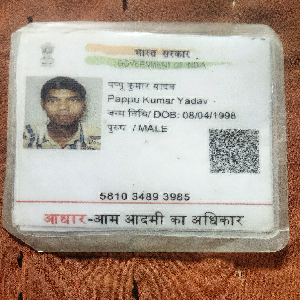 भारत सरकार
GOVERNMENT OF INDIA
पप्पु कुमार यादव
Pappu Kumar Yadav
जन्म तिथि/ DOB: 08/04/1998
पुरुष / MALE
5810 3489 3985
आधार-आम आदमी का अधिकार